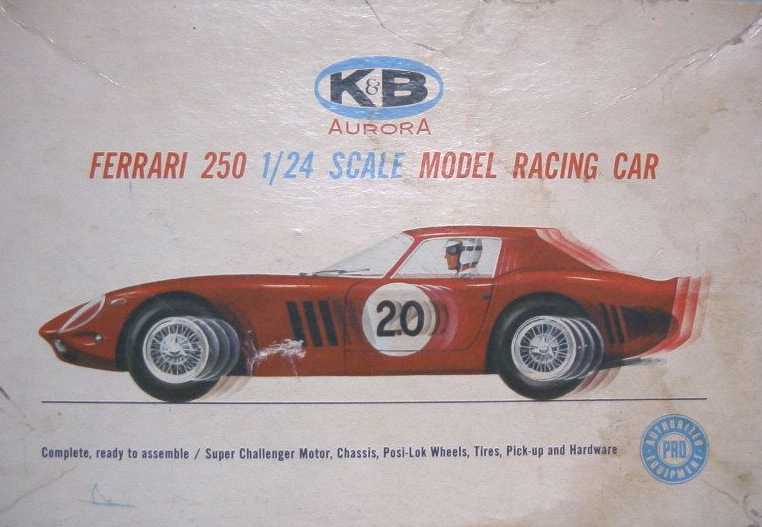 K&B
AURORA
FERRARI 250 1/24 SCALE MODEL RACING CAR
20
Complete, ready to assemble / Super Challenger Motor, Chassis, Posi-Lok Wheels, Tires, Pick-up and Hardware
AUTHORIZED
PRO
EQUIPMENT